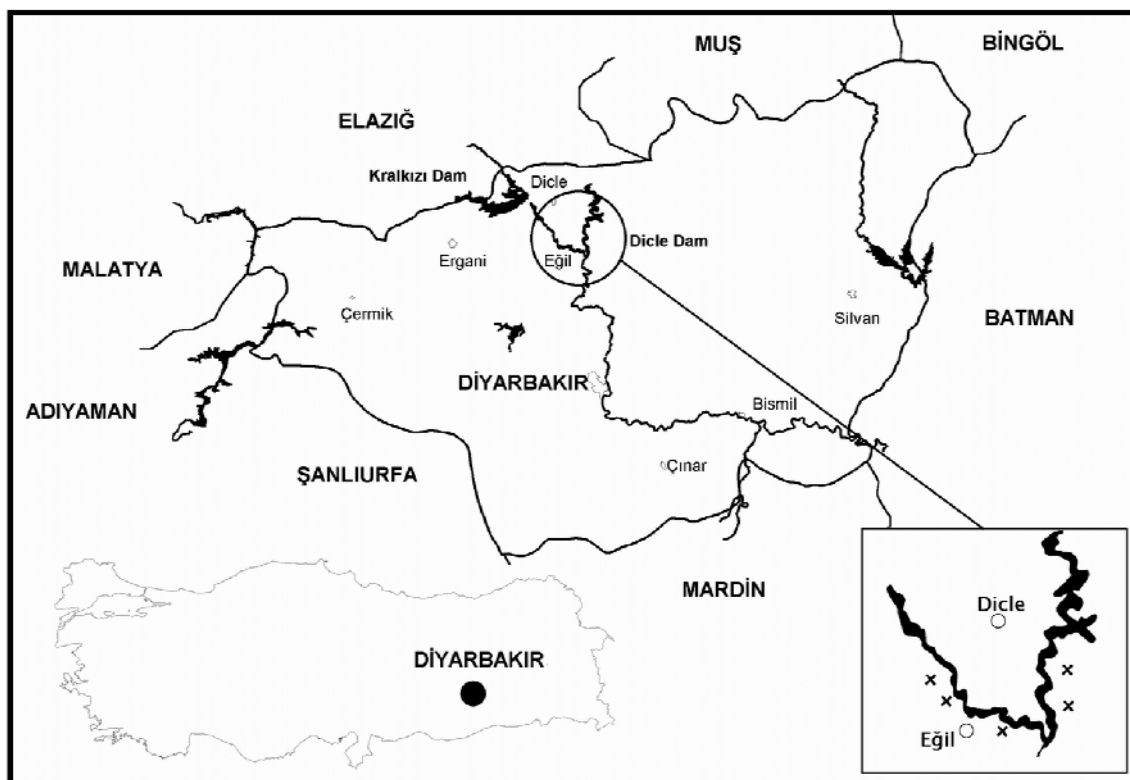 MUŞ
BİNGÖL
ELAZIĞ
Kralkızı Dam
Dicle
Dicle Dam
Ergani
Eğil
MALATYA
Çermik
Silvan
BATMAN
DİYARBAKIR
Bismil
ADIYAMAN
Çınar
ŞANLIURFA
MARDİN
DİYARBAKIR
Dicle
Eğil